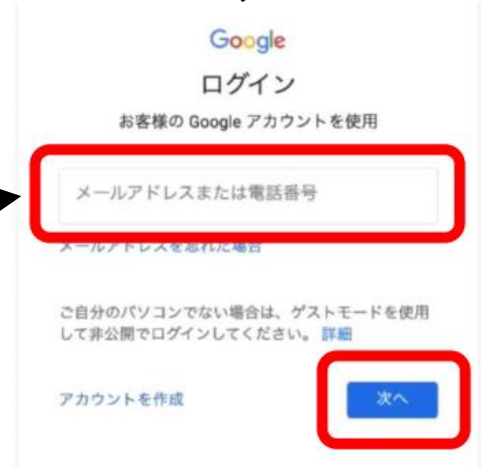 Google
ログイン
お客様の Google アカウントを使用
メールアドレスまたは電話番号
メールアドレスを忘れた場合
ご自分のパソコンでない場合は、ゲストモードを使用
して非公開でログインしてください。 詳細
アカウントを作成
次へ